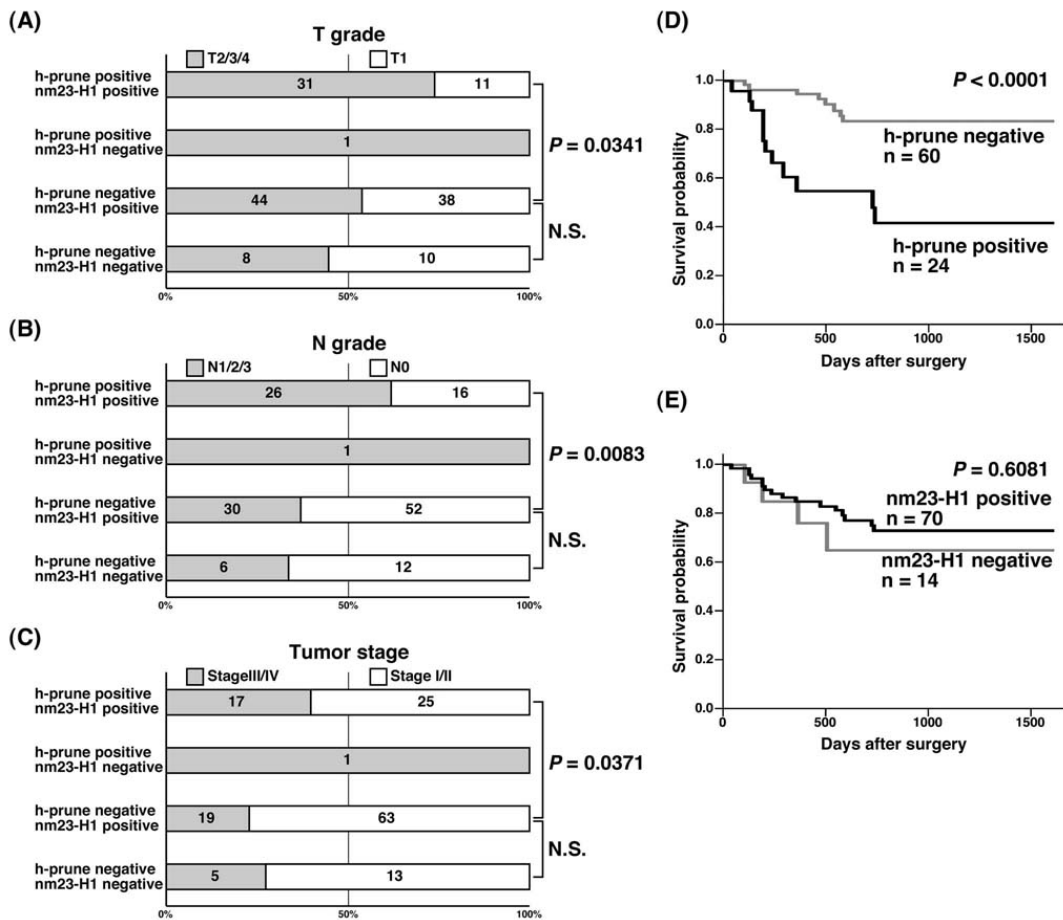 (A)
T grade
T2/3/4 T1
h-prune positive
nm23-H1 positive
31 11
h-prune positive
nm23-H1 negative
1
P = 0.0341
h-prune negative
nm23-H1 positive
44 38
N.S.
h-prune negative
nm23-H1 negative
8 10
0% 50% 100%
(B)
N grade
N1/2/3 N0
h-prune positive
nm23-H1 positive
26 16
h-prune positive
nm23-H1 negative
1
P = 0.0083
h-prune negative
nm23-H1 positive
30 52
N.S.
h-prune negative
nm23-H1 negative
6 12
0% 50% 100%
(C)
Tumor stage
StageIII/IV Stage I/II
h-prune positive
nm23-H1 positive
17 25
h-prune positive
nm23-H1 negative
1
P = 0.0371
h-prune negative
nm23-H1 positive
19 63
N.S.
h-prune negative
nm23-H1 negative
5 13
0% 50% 100%
(D)
P < 0.0001
h-prune negative
n = 60
h-prune positive
n = 24
Survival probability
1.0
0.8
0.6
0.4
0.2
0.0
0 500 1000 1500
Days after surgery
(E)
P = 0.6081
nm23-H1 positive
n = 70
nm23-H1 negative
n = 14
Survival probability
1.0
0.8
0.6
0.4
0.2
0.0
0 500 1000 1500
Days after surgery